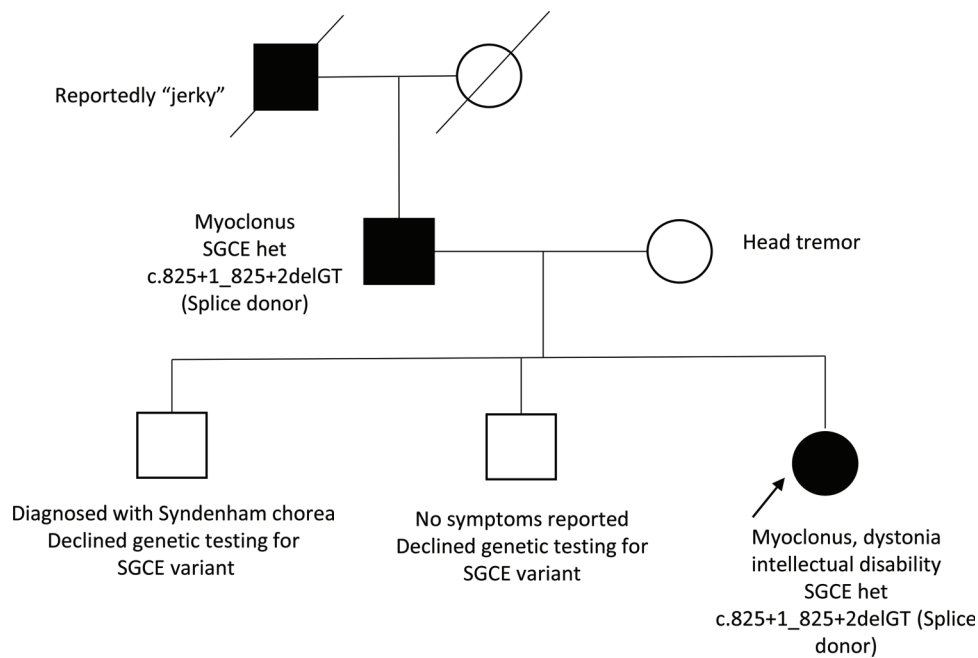 Reportedly “jerky”
Myoclonus
SGCE het
c.825+1_825+2delGT
(Splice donor)
Head tremor
Diagnosed with Syndenham chorea
Declined genetic testing for
SGCE variant
No symptoms reported
Declined genetic testing for
SGCE variant
Myoclonus, dystonia
intellectual disability
SGCE het
c.825+1_825+2delGT (Splice
donor)